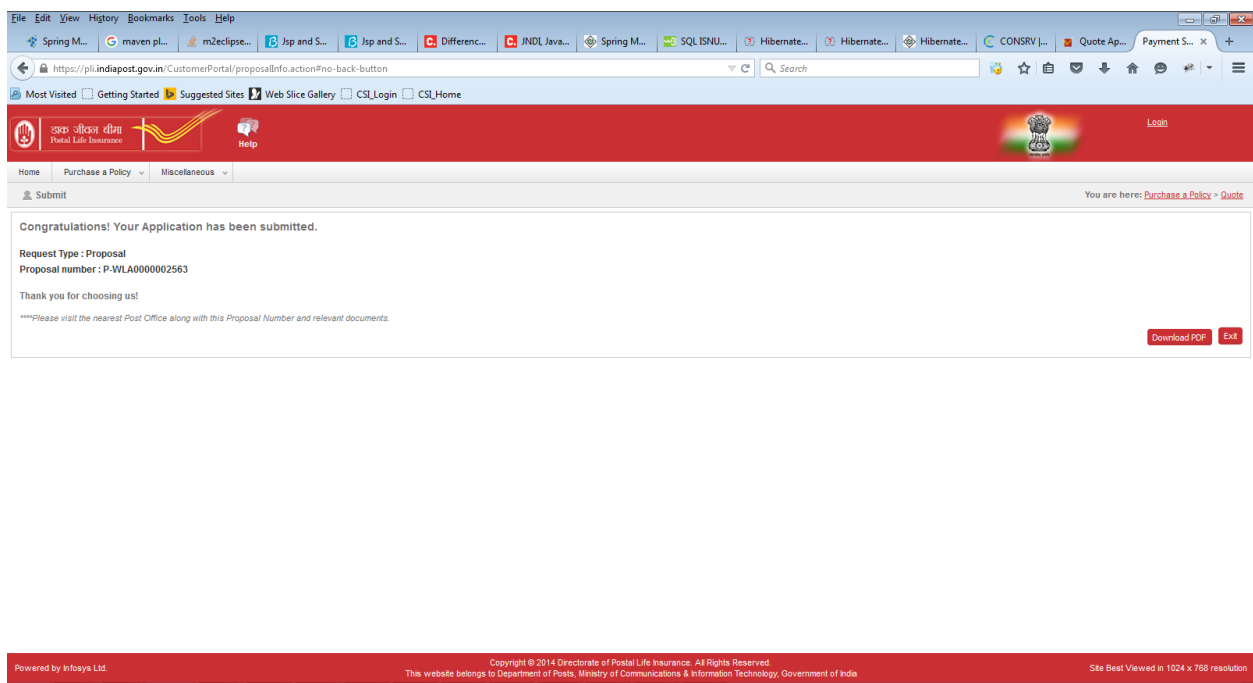 File Edit View History Bookmarks Tools Help
Spring M... maven pl... m2eclipse... Jsp and S... Jsp and S... Differenc... JNDI, Java... Spring M... SQL ISNU... Hibernate... Hibernate... Hibernate... CONSRV |... Quote Ap... Payment S... × +
https://pli.indiapost.gov.in/CustomerPortal/proposalInfo.action#no-back-button Search
Most Visited Getting Started Suggested Sites Web Slice Gallery CSI_Login CSI_Home
डाक जीवन बीमा
Postal Life Insurance
Help
Login
Home Purchase a Policy Miscellaneous
Submit You are here: Purchase a Policy > Quote
Congratulations! Your Application has been submitted.
Request Type : Proposal
Proposal number : P-WLA0000002563
Thank you for choosing us!
****Please visit the nearest Post Office along with this Proposal Number and relevant documents.
Download PDF Exit
Powered by Infosys Ltd.
Copyright © 2014 Directorate of Postal Life Insurance. All Rights Reserved.
This website belongs to Department of Posts, Ministry of Communications & Information Technology, Government of India
Site Best Viewed in 1024 x 768 resolution